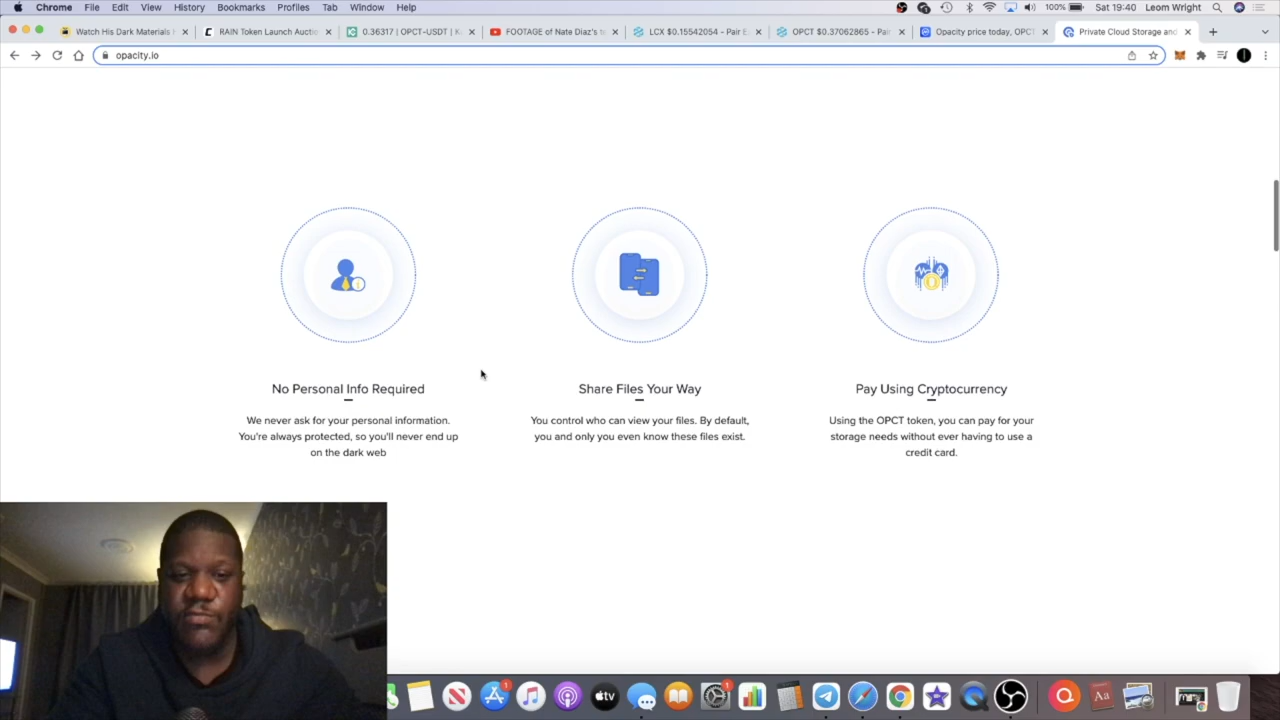 Chrome File Edit View History Bookmarks Profiles Tab Window Help 100% Sat 19:40 Leom Wright
Watch His Dark Materials RAIN Token Launch Auctio 0.36317 | OPCT-USDT | K FOOTAGE of Nate Diaz's t LCX $0.15542054 - Pair E OPCT $0.37062865 - Pair Opacity price today, OPCT Private Cloud Storage and
opacity.io
No Personal Info Required Share Files Your Way Pay Using Cryptocurrency
We never ask for your personal information. You control who can view your files. By default, Using the OPCT token, you can pay for your
You're always protected, so you'll never end up you and only you even know these files exist. storage needs without ever having to use a
on the dark web credit card.
1 tv 1 Aa